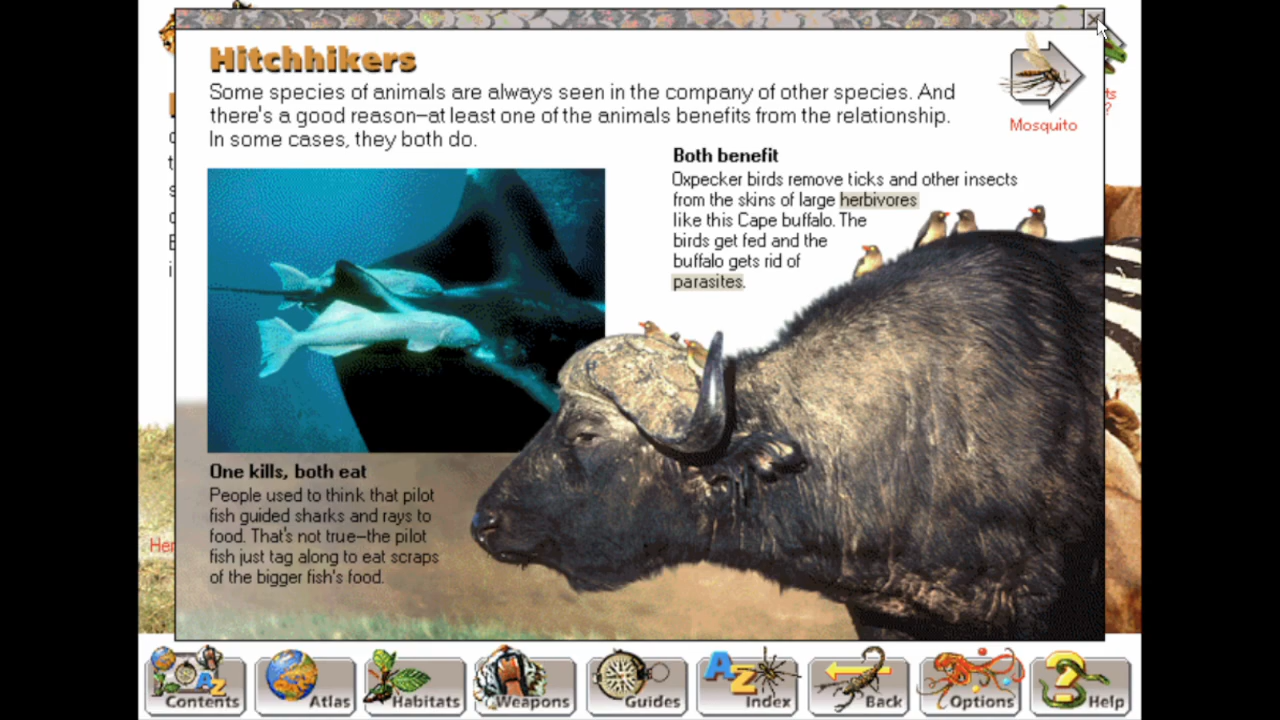 Hitchhikers
Some species of animals are always seen in the company of other species. And
there's a good reason–at least one of the animals benefits from the relationship.
In some cases, they both do.
Mosquito
Both benefit
Oxpecker birds remove ticks and other insects
from the skins of large herbivores
like this Cape buffalo. The
birds get fed and the
buffalo gets rid of
parasites.
One kills, both eat
People used to think that pilot
fish guided sharks and rays to
food. That's not true–the pilot
fish just tag along to eat scraps
of the bigger fish's food.
Contents
Atlas
Habitats
Weapons
Guides
Index
Back
Options
Help